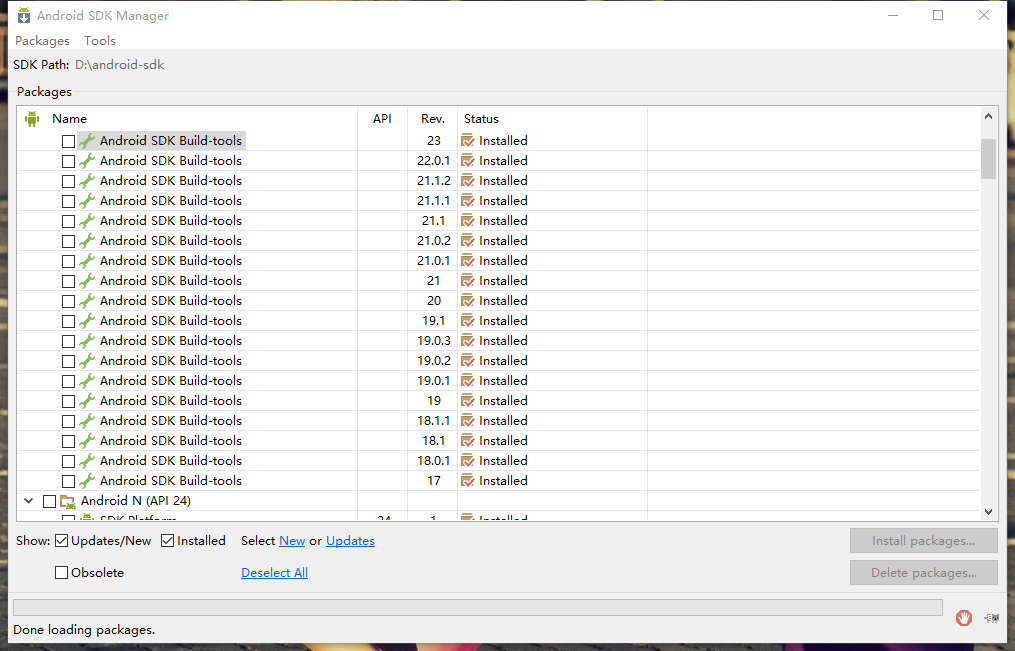 Android SDK Manager
Packages Tools
SDK Path: D:\android-sdk
Packages
Name API Rev. Status
Android SDK Build-tools 23 Installed
Android SDK Build-tools 22.0.1 Installed
Android SDK Build-tools 21.1.2 Installed
Android SDK Build-tools 21.1.1 Installed
Android SDK Build-tools 21.1 Installed
Android SDK Build-tools 21.0.2 Installed
Android SDK Build-tools 21.0.1 Installed
Android SDK Build-tools 21 Installed
Android SDK Build-tools 20 Installed
Android SDK Build-tools 19.1 Installed
Android SDK Build-tools 19.0.3 Installed
Android SDK Build-tools 19.0.2 Installed
Android SDK Build-tools 19.0.1 Installed
Android SDK Build-tools 19 Installed
Android SDK Build-tools 18.1.1 Installed
Android SDK Build-tools 18.1 Installed
Android SDK Build-tools 18.0.1 Installed
Android SDK Build-tools 17 Installed
Android N (API 24)
SDK Platform 24 1 Installed
Show: Updates/New Installed Select New or Updates Install packages...
Obsolete Deselect All Delete packages...
Done loading packages.